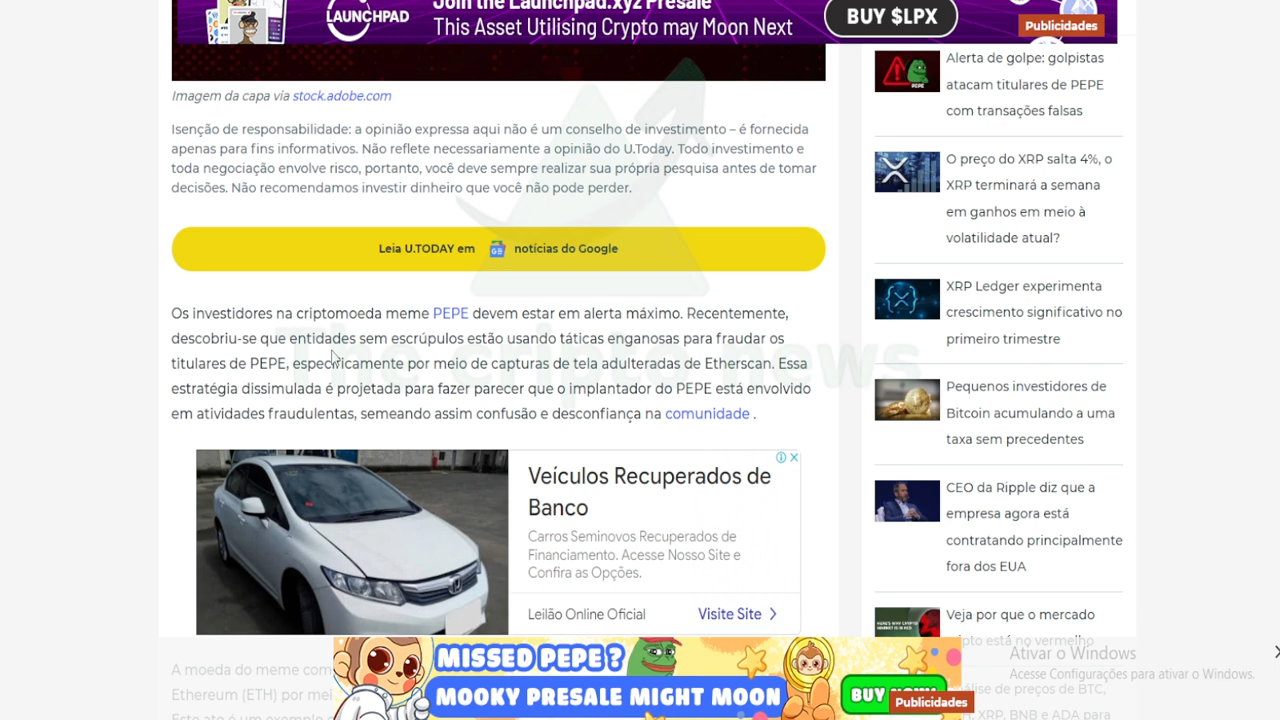 Join the Launchpad.xyz Presale
LAUNCHPAD
This Asset Utilising Crypto may Moon Next
BUY $LPX
Publicidades
Imagem da capa via stock.adobe.com
Isenção de responsabilidade: a opinião expressa aqui não é um conselho de investimento – é fornecida
apenas para fins informativos. Não reflete necessariamente a opinião do U.Today. Todo investimento e
toda negociação envolve risco, portanto, você deve sempre realizar sua própria pesquisa antes de tomar
decisões. Não recomendamos investir dinheiro que você não pode perder.
Leia U.TODAY em notícias do Google
Os investidores na criptomoeda meme PEPE devem estar em alerta máximo. Recentemente,
descobriu-se que entidades sem escrúpulos estão usando táticas enganosas para fraudar os
titulares de PEPE, especificamente por meio de capturas de tela adulteradas de Etherscan. Essa
estratégia dissimulada é projetada para fazer parecer que o implantador do PEPE está envolvido
em atividades fraudulentas, semeando assim confusão e desconfiança na comunidade .
The cripto news
Veículos Recuperados de
Banco
Carros Seminovos Recuperados de
Financiamento. Acesse Nosso Site e
Confira as Opções.
Leilão Online Oficial
Visite Site
A moeda do meme com
Ethereum (ETH) por mei
MISSED PEPE?
MOOKY PRESALE MIGHT MOON
BUY NOW!
Publicidades
Alerta de golpe: golpistas
atacam titulares de PEPE
com transações falsas
PEPE
O preço do XRP salta 4%, o
XRP terminará a semana
em ganhos em meio à
volatilidade atual?
XRP Ledger experimenta
crescimento significativo no
primeiro trimestre
Pequenos investidores de
Bitcoin acumulando a uma
taxa sem precedentes
CEO da Ripple diz que a
empresa agora está
contratando principalmente
fora dos EUA
Veja por que o mercado
cripto está no vermelho
Ativar o Windows
Acesse Configurações para ativar o Windows.
análise de preços de BTC,
XRP, BNB e ADA para